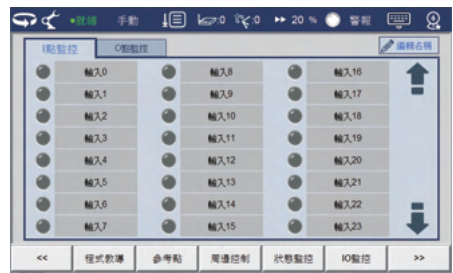 •就緒 手動 :0 :0 20 % 警報
I點監控 O點監控 編輯名稱
輸入0 輸入8 輸入16
輸入1 輸入9 輸入17
輸入2 輸入10 輸入18
輸入3 輸入11 輸入19
輸入4 輸入12 輸入20
輸入5 輸入13 輸入21
輸入6 輸入14 輸入22
輸入7 輸入15 輸入23
<< 程式教導 參考點 周邊控制 狀態監控 IO監控 >>